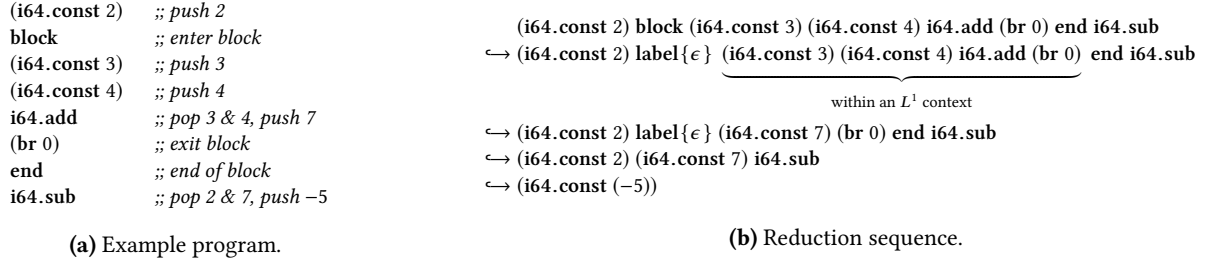 (i64.const 2) ;; push 2
block ;; enter block
(i64.const 3) ;; push 3
(i64.const 4) ;; push 4
i64.add ;; pop 3 & 4, push 7
(br 0) ;; exit block
end ;; end of block
i64.sub ;; pop 2 & 7, push −5
(a) Example program.
(i64.const 2) block (i64.const 3) (i64.const 4) i64.add (br 0) end i64.sub
↪ (i64.const 2) label{ϵ} (i64.const 3) (i64.const 4) i64.add (br 0) end i64.sub
within an L¹ context
↪ (i64.const 2) label{ϵ} (i64.const 7) (br 0) end i64.sub
↪ (i64.const 2) (i64.const 7) i64.sub
↪ (i64.const (−5))
(b) Reduction sequence.